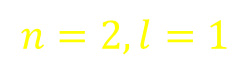 n = 2, l = 1